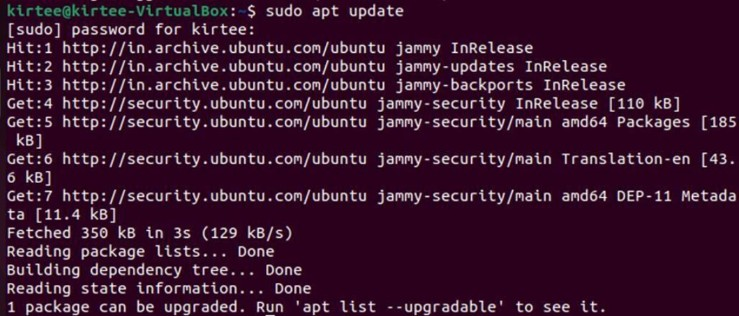 kirtee@kirtee-VirtualBox:~$ sudo apt update
[sudo] password for kirtee:
Hit:1 http://in.archive.ubuntu.com/ubuntu jammy InRelease
Hit:2 http://in.archive.ubuntu.com/ubuntu jammy-updates InRelease
Hit:3 http://in.archive.ubuntu.com/ubuntu jammy-backports InRelease
Get:4 http://security.ubuntu.com/ubuntu jammy-security InRelease [110 kB]
Get:5 http://security.ubuntu.com/ubuntu jammy-security/main amd64 Packages [185
 kB]
Get:6 http://security.ubuntu.com/ubuntu jammy-security/main Translation-en [43.
6 kB]
Get:7 http://security.ubuntu.com/ubuntu jammy-security/main amd64 DEP-11 Metada
ta [11.4 kB]
Fetched 350 kB in 3s (129 kB/s)
Reading package lists... Done
Building dependency tree... Done
Reading state information... Done
1 package can be upgraded. Run 'apt list --upgradable' to see it.